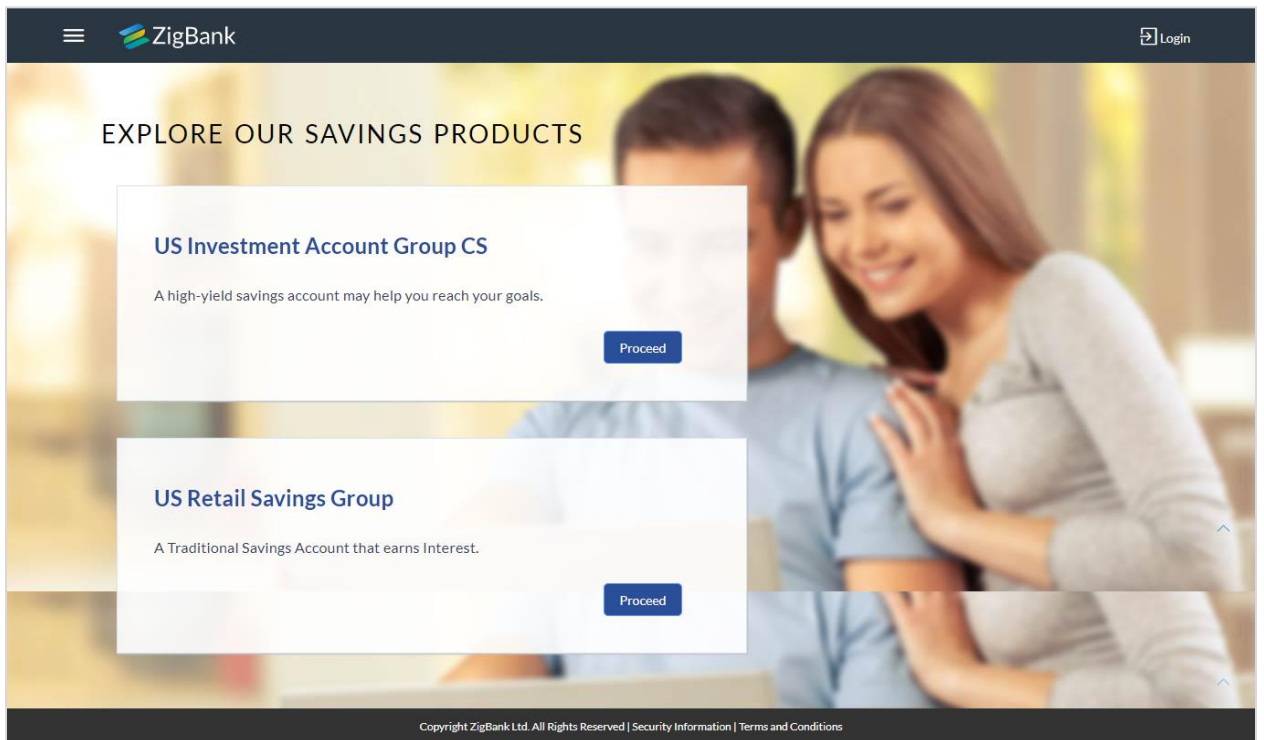 ZigBank
Login
EXPLORE OUR SAVINGS PRODUCTS
US Investment Account Group CS
A high-yield savings account may help you reach your goals.
Proceed
US Retail Savings Group
A Traditional Savings Account that earns Interest.
Proceed
Copyright ZigBank Ltd. All Rights Reserved | Security Information | Terms and Conditions